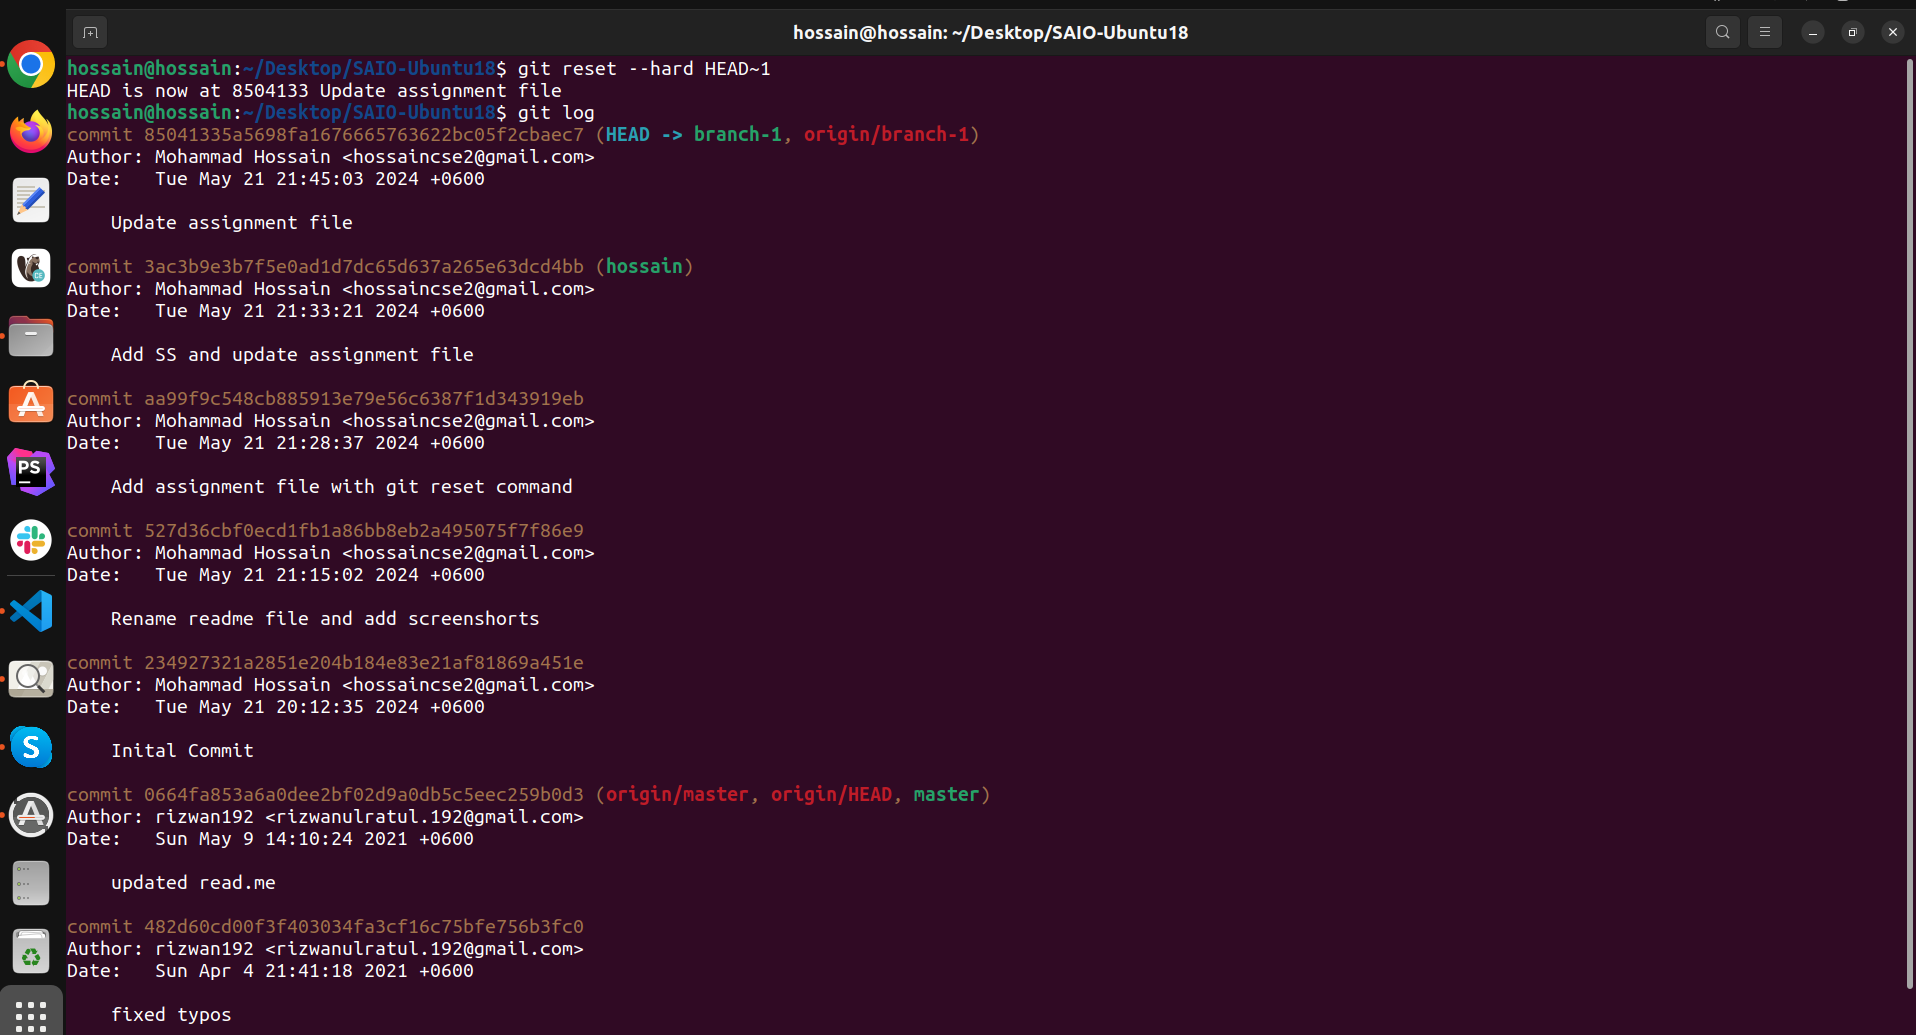 hossain@hossain: ~/Desktop/SAIO-Ubuntu18
hossain@hossain:~/Desktop/SAIO-Ubuntu18$ git reset --hard HEAD~1
HEAD is now at 8504133 Update assignment file
hossain@hossain:~/Desktop/SAIO-Ubuntu18$ git log
commit 85041335a5698fa1676665763622bc05f2cbaec7 (HEAD -> branch-1, origin/branch-1)
Author: Mohammad Hossain <hossaincse2@gmail.com>
Date:   Tue May 21 21:45:03 2024 +0600
Update assignment file
commit 3ac3b9e3b7f5e0ad1d7dc65d637a265e63dcd4bb (hossain)
Author: Mohammad Hossain <hossaincse2@gmail.com>
Date:   Tue May 21 21:33:21 2024 +0600
Add SS and update assignment file
commit aa99f9c548cb885913e79e56c6387f1d343919eb
Author: Mohammad Hossain <hossaincse2@gmail.com>
Date:   Tue May 21 21:28:37 2024 +0600
Add assignment file with git reset command
commit 527d36cbf0ecd1fb1a86bb8eb2a495075f7f86e9
Author: Mohammad Hossain <hossaincse2@gmail.com>
Date:   Tue May 21 21:15:02 2024 +0600
Rename readme file and add screenshorts
commit 234927321a2851e204b184e83e21af81869a451e
Author: Mohammad Hossain <hossaincse2@gmail.com>
Date:   Tue May 21 20:12:35 2024 +0600
Inital Commit
commit 0664fa853a6a0dee2bf02d9a0db5c5eec259b0d3 (origin/master, origin/HEAD, master)
Author: rizwan192 <rizwanulratul.192@gmail.com>
Date:   Sun May 9 14:10:24 2021 +0600
updated read.me
commit 482d60cd00f3f403034fa3cf16c75bfe756b3fc0
Author: rizwan192 <rizwanulratul.192@gmail.com>
Date:   Sun Apr 4 21:41:18 2021 +0600
fixed typos
CE
PS
S